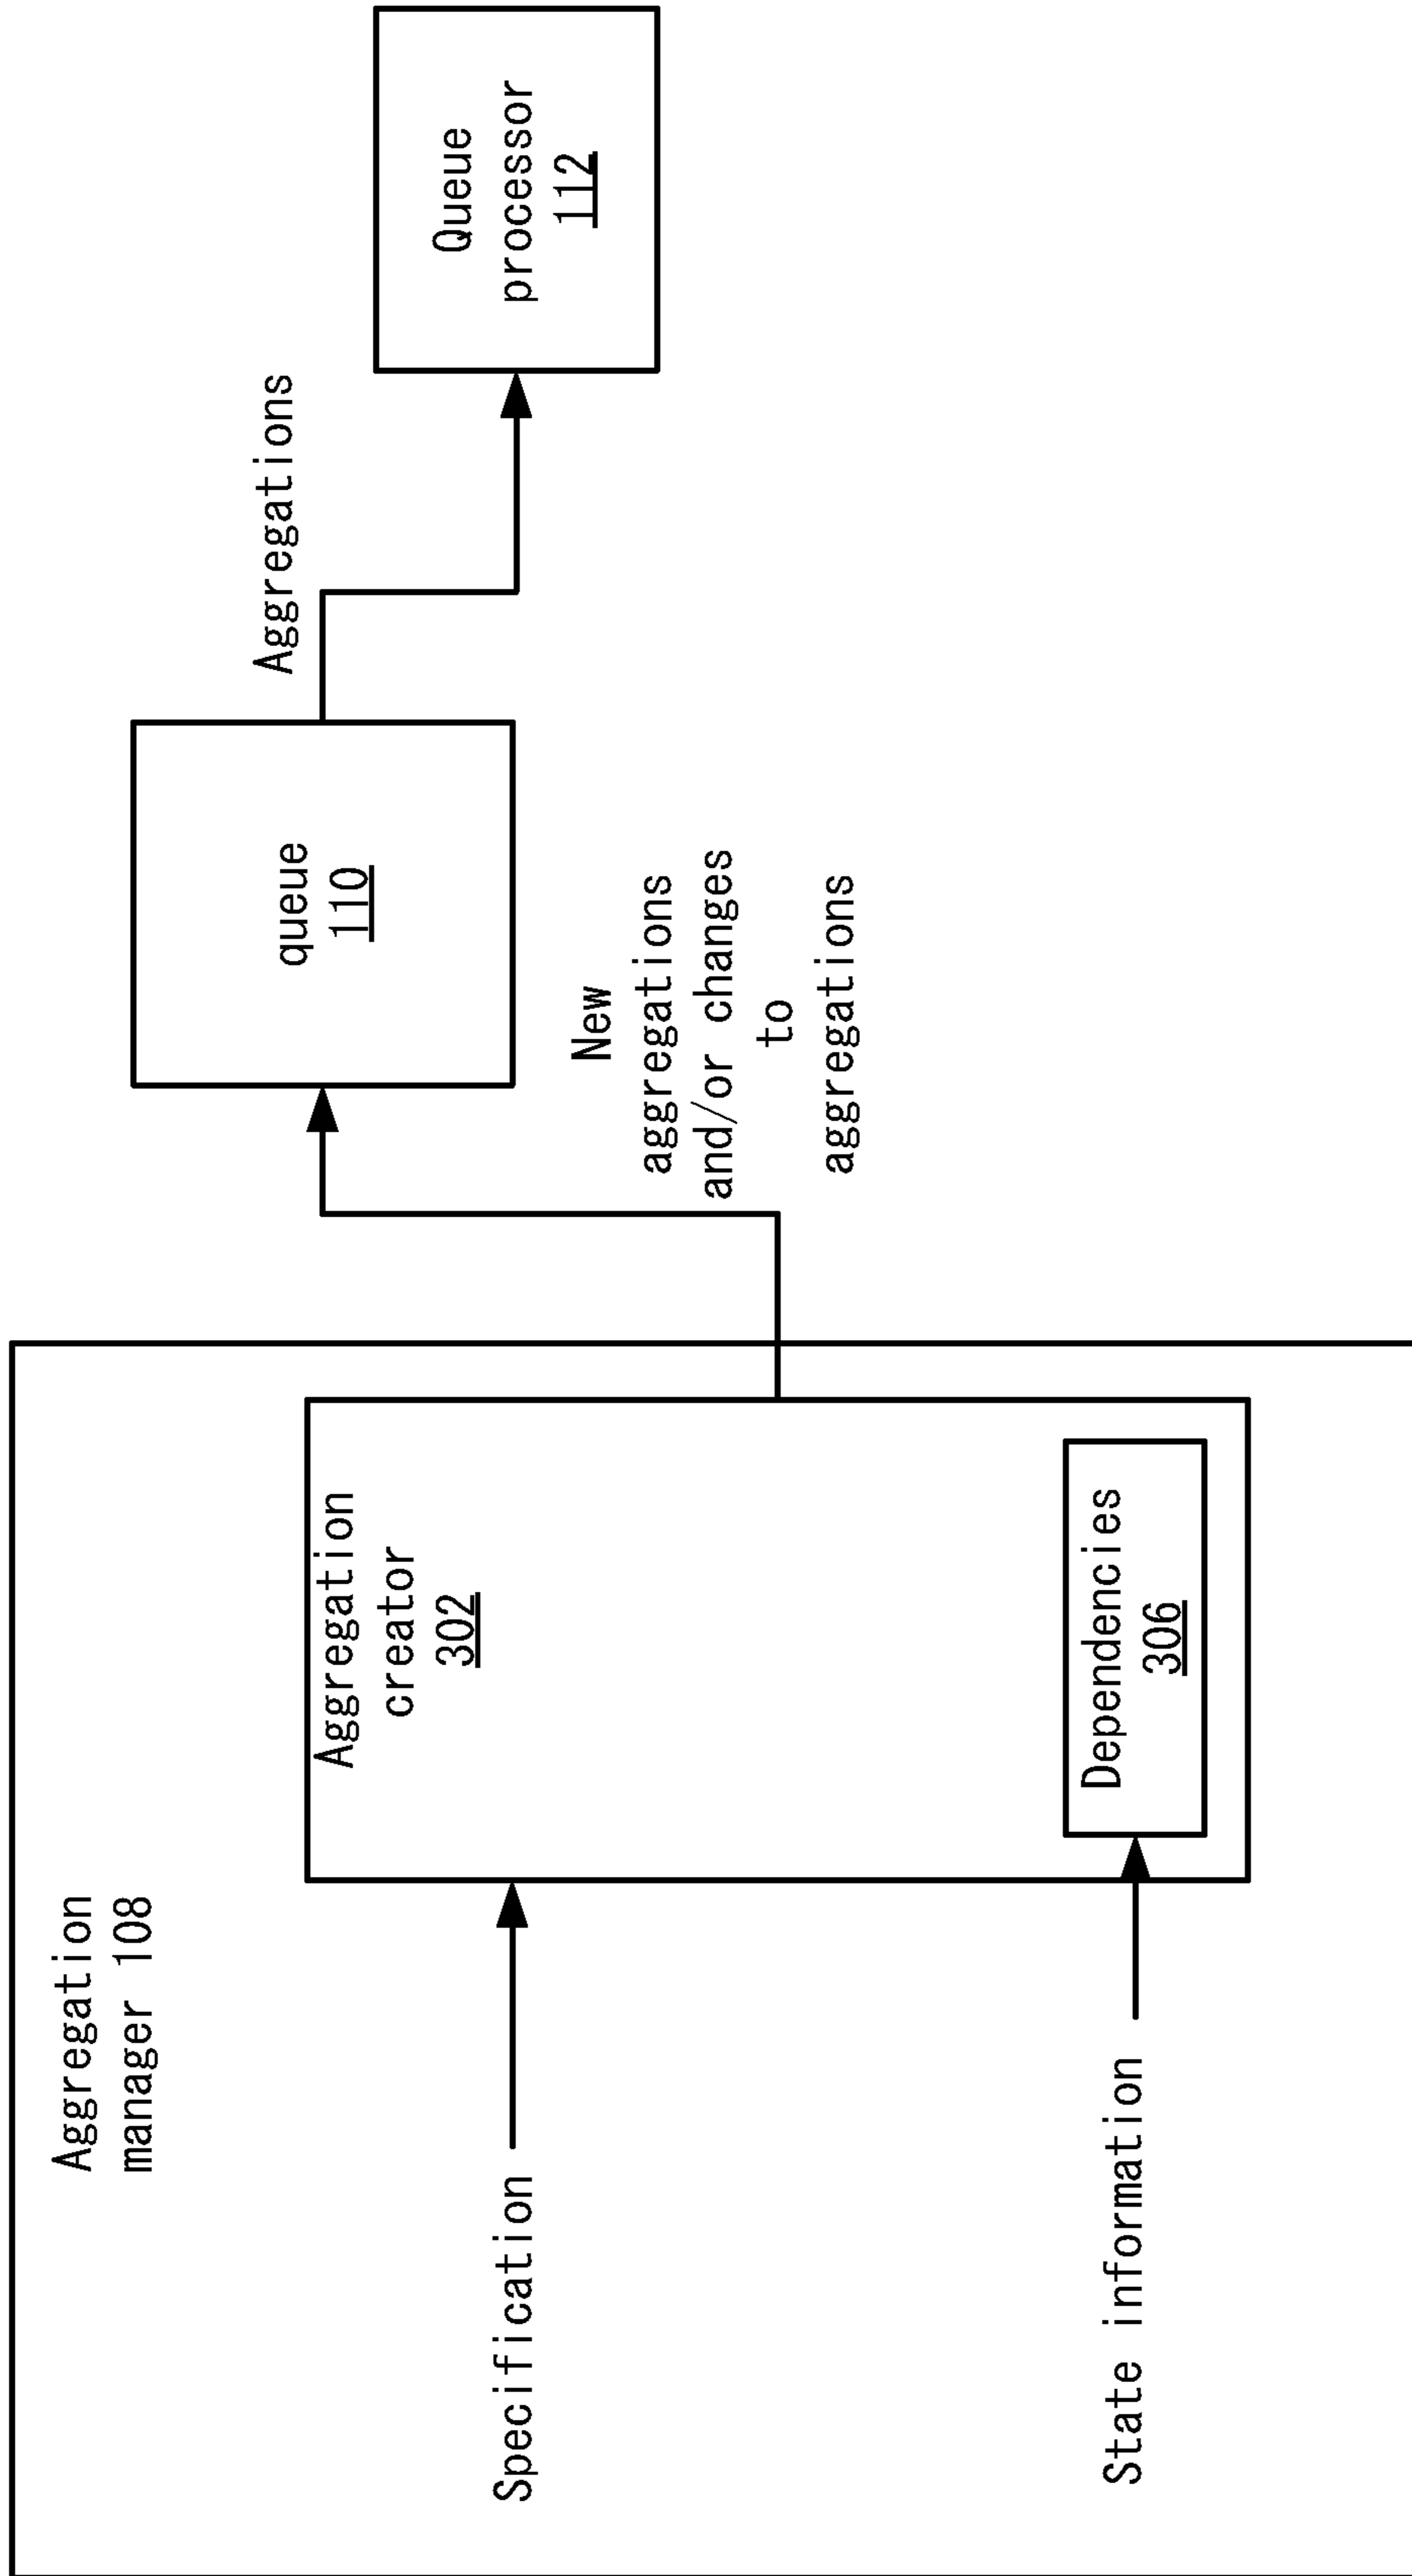 Aggregation
manager 108
Specification
State information
Aggregation
creator
302
Dependencies
306
New
aggregations
and/or changes
to
aggregations
queue
110
Aggregations
Queue
processor
112